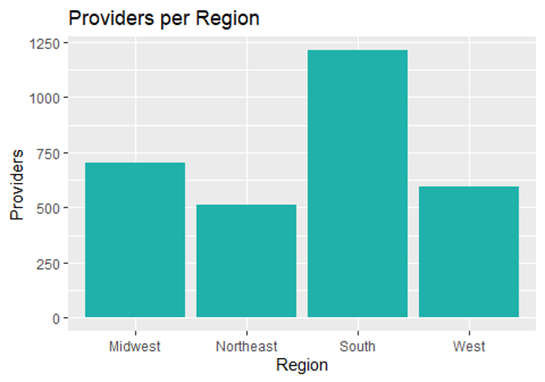 Providers per Region
Providers
1250
1000
750
500
250
0
Midwest Northeast South West
Region